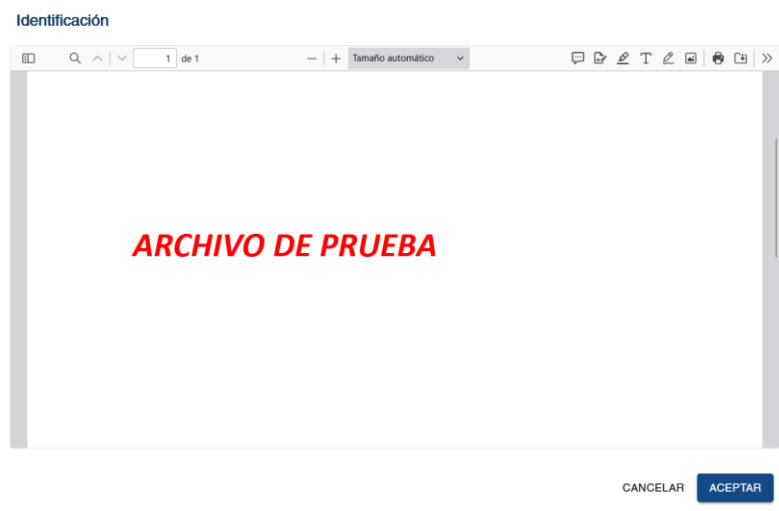 Identificación
1 de 1 Tamaño automático
ARCHIVO DE PRUEBA
CANCELAR ACEPTAR